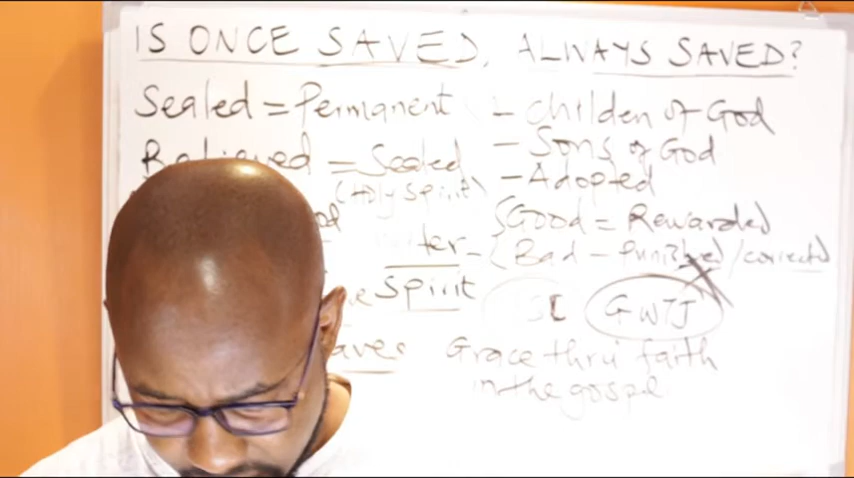 IS ONCE SAVED, ALWAYS SAVED?
Sealed = Permanent - Children of God
Believed = Sealed - Sons of God
(Holy Spirit) - Adopted
{Good = Rewarded
ter - {Bad - Punished/corrected
Spirit GWTJ
Grace thru faith
in the gospel